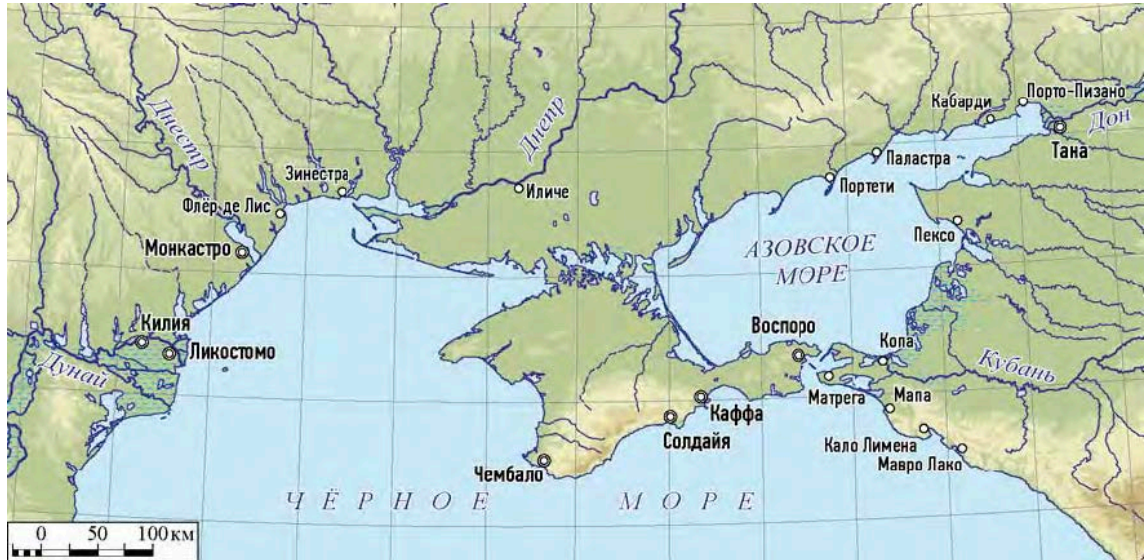 Днестр
Днепр
Дон
Кабарди
Порто-Пизано
Тана
Зинестра
Иличе
Паластра
Флёр де Лис
Портети
Монкастро
Пексо
АЗОВСКОЕ
МОРЕ
Килия
Ликостомо
Дунай
Воспоро
Копа
Кубань
Матрега
Мапа
Каффа
Солдайя
Кало Лимена
Мавро Лако
Чембало
ЧЁРНОЕ МОРЕ
0 50 100 км